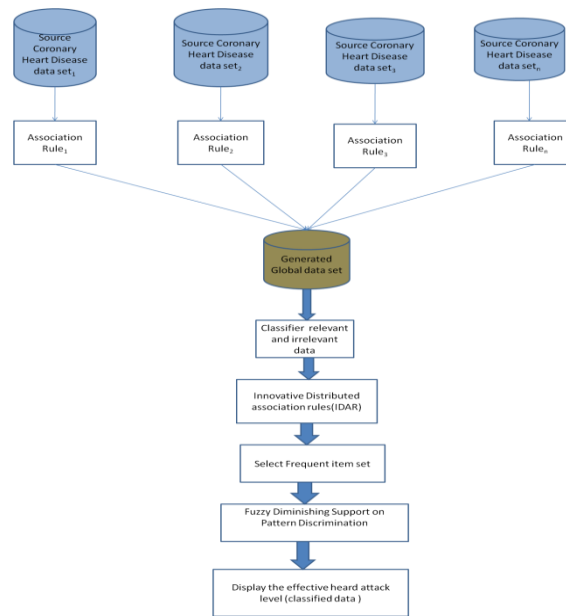 Source
Coronary
Heart Disease
data set₁
Source
Coronary
Heart Disease
data set₂
Source
Coronary
Heart Disease
data set₃
Source
Coronary
Heart Disease
data setₙ
Association
Rule₁
Association
Rule₂
Association
Rule₃
Association
Ruleₙ
Generated
Global data set
Classifier relevant
and irrelevant
data
Innovative Distributed
association rules(IDAR)
Select Frequent item set
Fuzzy Diminishing Support on
Pattern Discrimination
Display the effective heard attack
level (classified data )